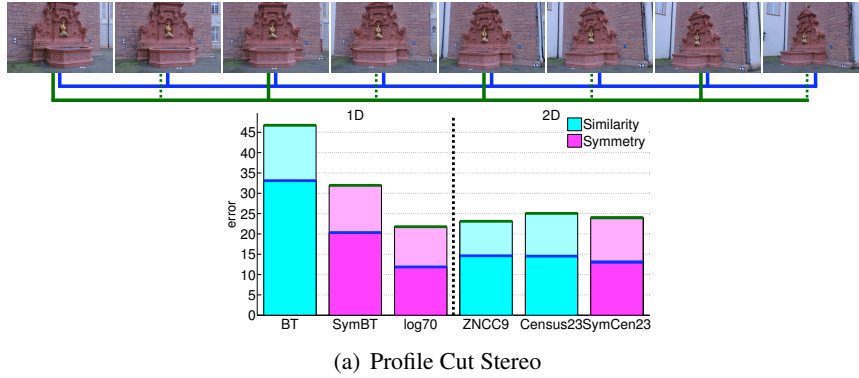 1D 2D
Similarity
Symmetry
error
45
40
35
30
25
20
15
10
5
0
BT SymBT log70 ZNCC9 Census23 SymCen23
(a) Profile Cut Stereo